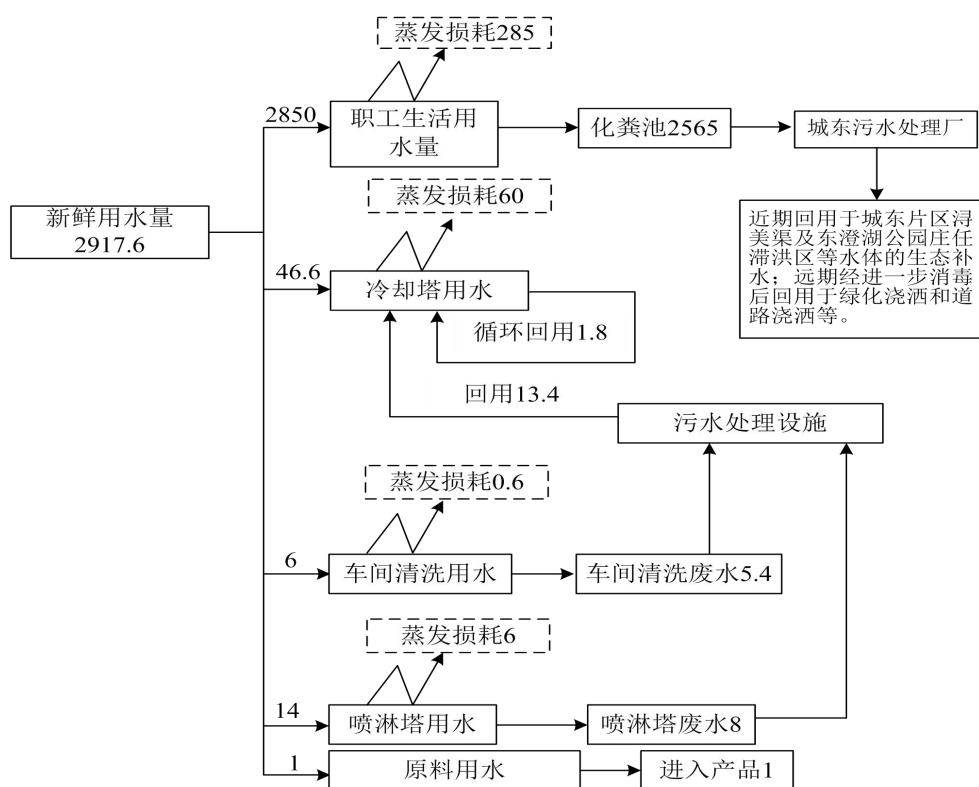 蒸发损耗285
2850
职工生活用
水量
化粪池2565
城东污水处理厂
蒸发损耗60
新鲜用水量
2917.6
近期回用于城东片区浔
美渠及东澄湖公园庄任
滞洪区等水体的生态补
水；远期经进一步消毒
后回用于绿化浇洒和道
路浇洒等。
46.6
冷却塔用水
循环回用1.8
回用13.4
污水处理设施
蒸发损耗0.6
6
车间清洗用水
车间清洗废水5.4
蒸发损耗6
14
喷淋塔用水
喷淋塔废水8
1
原料用水
进入产品1